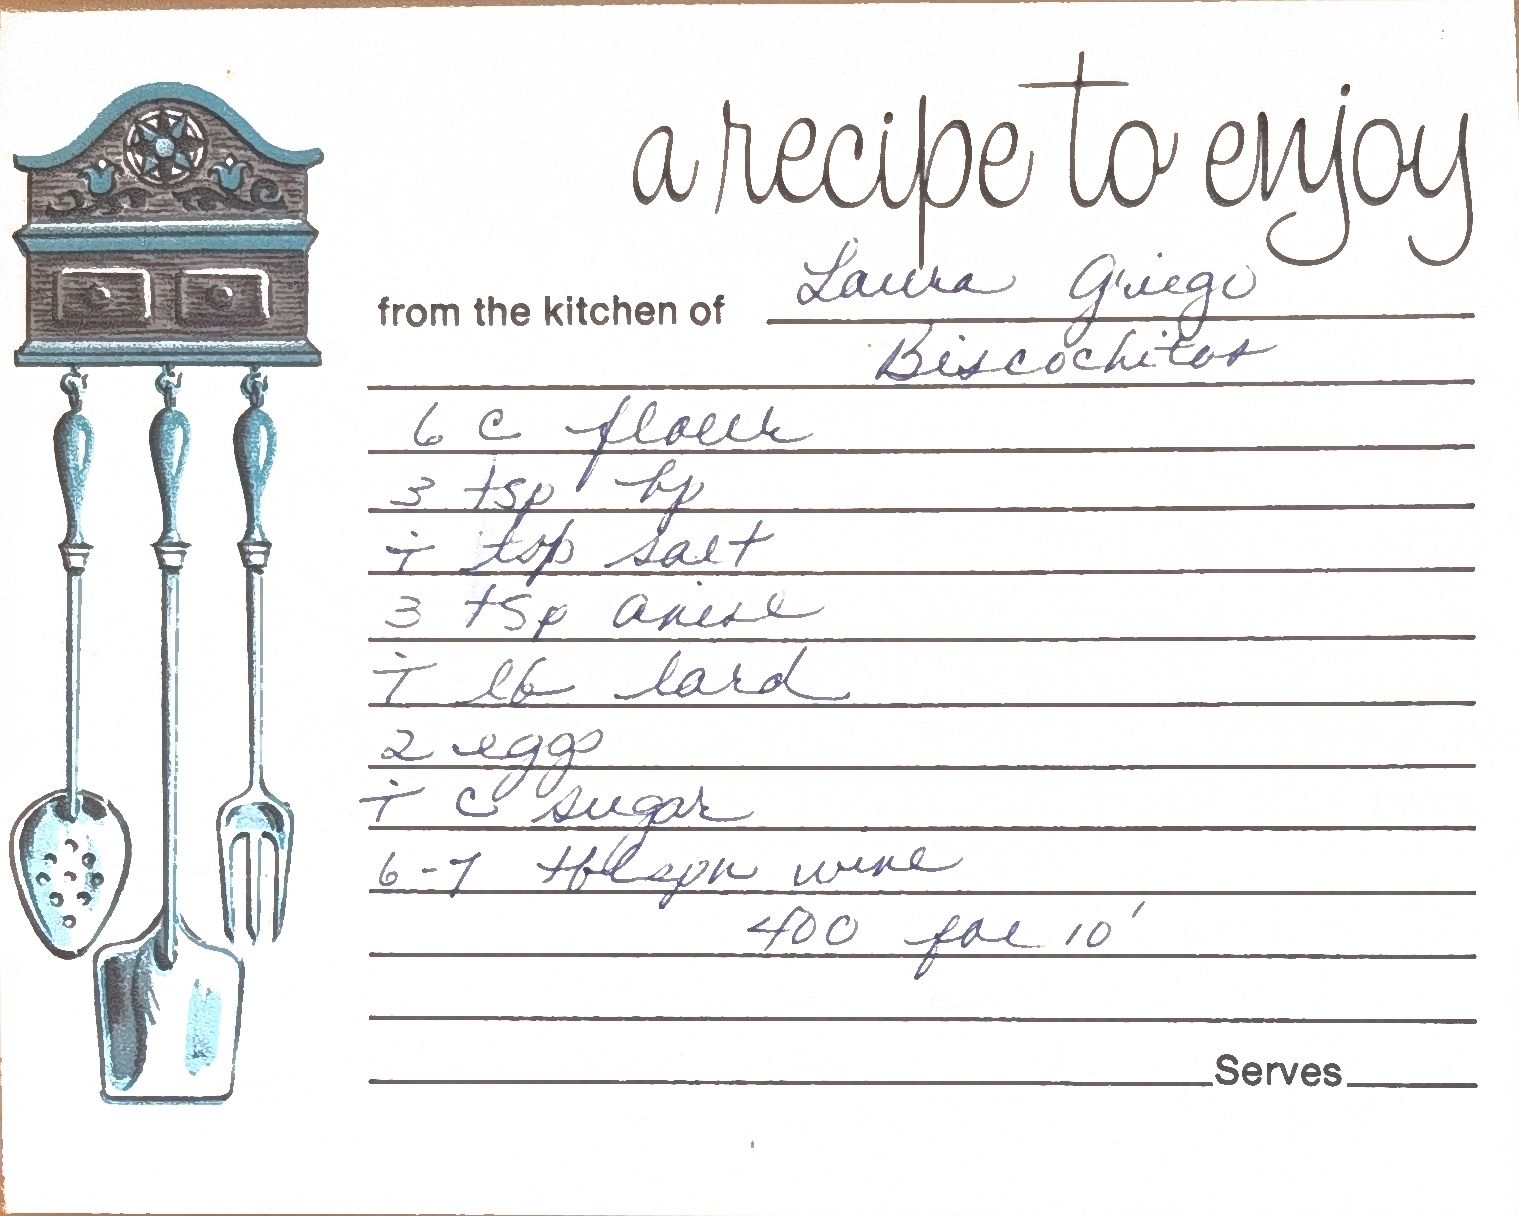 a recipe to enjoy
from the kitchen of Laura Griego
Biscochitos
6 c flour
3 tsp bp
Ṫ tsp salt
3 tsp anise
Ṫ lb lard
2 eggs
Ṫ c sugar
6-7 tblspn wine
400 for 10'
Serves